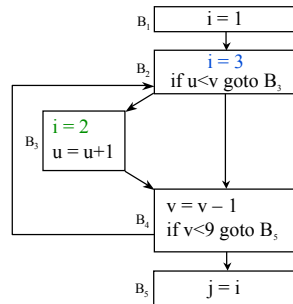 B₁
i = 1
B₂
i = 3
if u<v goto B₃
B₃
i = 2
u = u+1
B₄
v = v – 1
if v<9 goto B₅
B₅
j = i